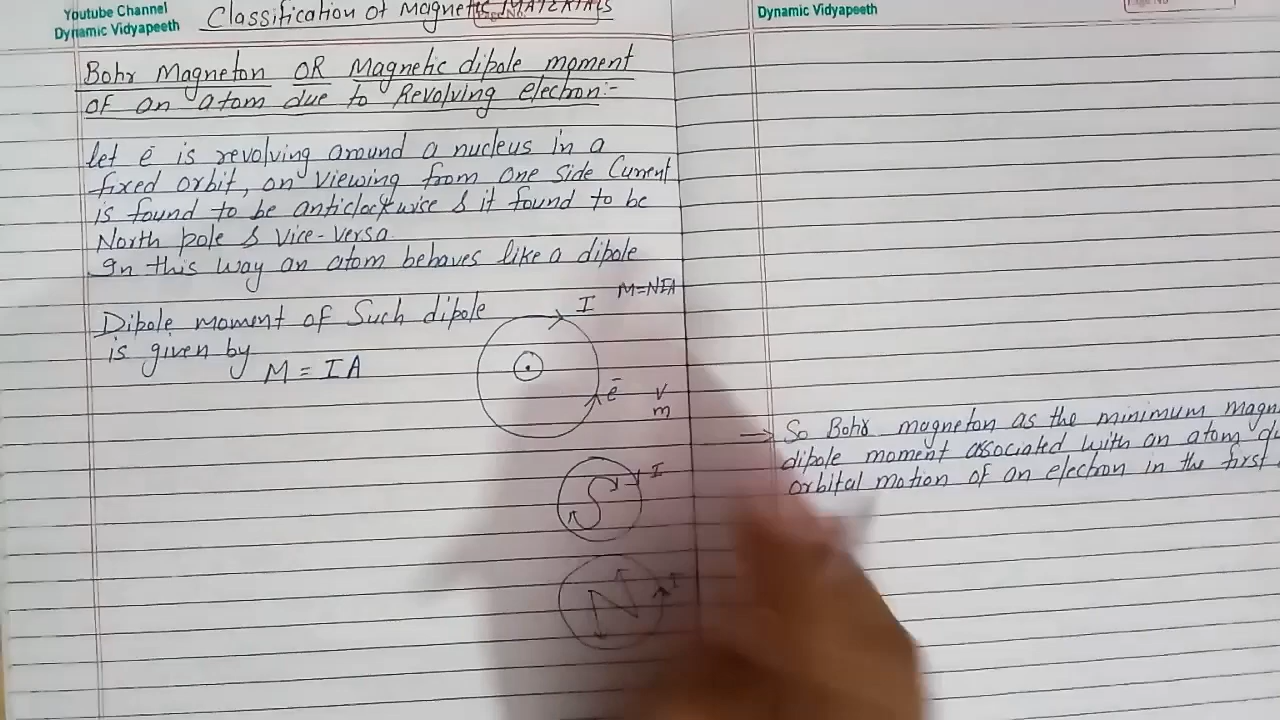 Youtube Channel
Dynamic Vidyapeeth
Classification of Magnetic MATERIALS
Dynamic Vidyapeeth
Bohr Magneton OR Magnetic dipole moment
OF an atom due to Revolving electron:-
let ē is revolving around a nucleus in a
fixed orbit, on viewing from one side Current
is found to be anticlockwise & it found to be
North pole & Vice-Versa.
In this way an atom behaves like a dipole
Dipole moment of Such dipole
is given by
M = IA
I
M=NIA
ē
v
m
S
I
N
I
→ So Bohr magneton as the minimum magn
dipole moment associated with an atom du
orbital motion of an electron in the first